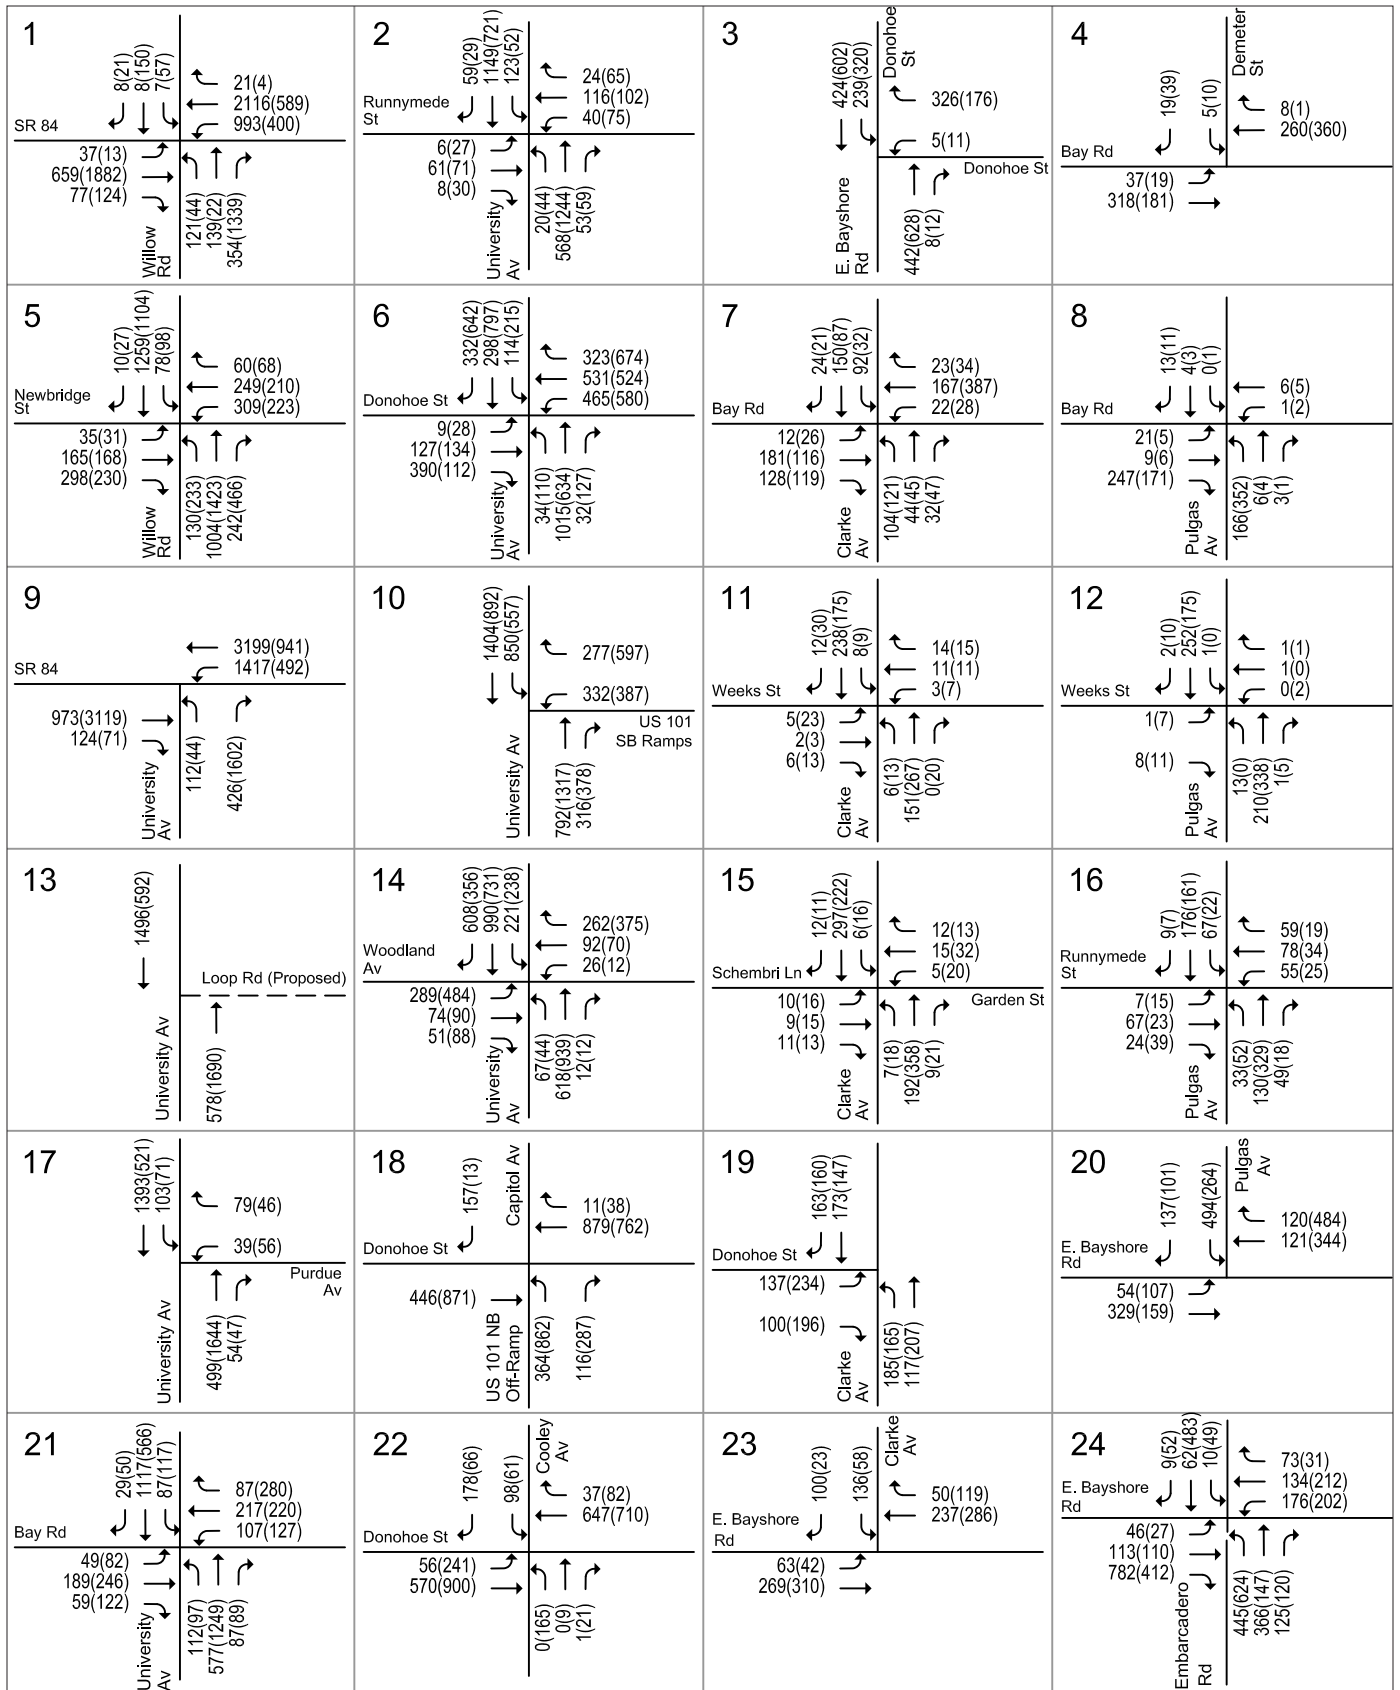 1
8(21)
8(150)
7(57)
21(4)
2116(589)
993(400)
SR 84
37(13)
659(1882)
77(124)
Willow
Rd
121(44)
139(22)
354(1339)
2
59(29)
1149(721)
123(52)
24(65)
116(102)
40(75)
Runnymede
St
6(27)
61(71)
8(30)
University
Av
20(44)
568(1244)
53(59)
3
424(602)
239(320)
Donohoe
St
326(176)
5(11)
Donohoe St
E. Bayshore
Rd
442(628)
8(12)
4
19(39)
5(10)
Demeter
St
8(1)
260(360)
Bay Rd
37(19)
318(181)
5
10(27)
1259(1104)
78(98)
60(68)
249(210)
309(223)
Newbridge
St
35(31)
165(168)
298(230)
Willow
Rd
130(233)
1004(1423)
242(466)
6
332(642)
298(797)
114(215)
323(674)
531(524)
465(580)
Donohoe St
9(28)
127(134)
390(112)
University
Av
34(110)
1015(634)
32(127)
7
24(21)
150(87)
92(32)
23(34)
167(387)
22(28)
Bay Rd
12(26)
181(116)
128(119)
Clarke
Av
104(121)
44(45)
32(47)
8
13(11)
4(3)
0(1)
6(5)
1(2)
Bay Rd
21(5)
9(6)
247(171)
Pulgas
Av
166(352)
6(4)
3(1)
9
3199(941)
1417(492)
SR 84
973(3119)
124(71)
University
Av
112(44)
426(1602)
10
1404(892)
850(557)
277(597)
332(387)
US 101
SB Ramps
University Av
792(1317)
316(378)
11
12(30)
238(175)
8(9)
14(15)
11(11)
3(7)
Weeks St
5(23)
2(3)
6(13)
Clarke
Av
6(13)
151(267)
0(20)
12
2(10)
252(175)
1(0)
1(1)
1(0)
0(2)
Weeks St
1(7)
8(11)
Pulgas
Av
13(0)
210(338)
1(5)
13
1496(592)
Loop Rd (Proposed)
University Av
578(1690)
14
608(356)
990(731)
221(238)
262(375)
92(70)
26(12)
Woodland
Av
289(484)
74(90)
51(88)
University
Av
67(44)
618(939)
12(12)
15
12(11)
297(222)
6(16)
12(13)
15(32)
5(20)
Schembri Ln
Garden St
10(16)
9(15)
11(13)
Clarke
Av
7(18)
192(358)
9(21)
16
9(7)
176(161)
67(22)
59(19)
78(34)
55(25)
Runnymede
St
7(15)
67(23)
24(39)
Pulgas
Av
33(52)
130(329)
49(18)
17
1393(521)
103(71)
79(46)
39(56)
Purdue
Av
University Av
499(1644)
54(47)
18
157(13)
Capitol Av
11(38)
879(762)
Donohoe St
446(871)
US 101 NB
Off-Ramp
364(862)
116(287)
19
163(160)
173(147)
Donohoe St
137(234)
100(196)
Clarke
Av
185(165)
117(207)
20
137(101)
494(264)
Pulgas
Av
120(484)
121(344)
E. Bayshore
Rd
54(107)
329(159)
21
29(50)
1117(566)
87(117)
87(280)
217(220)
107(127)
Bay Rd
49(82)
189(246)
59(122)
University
Av
112(97)
577(1249)
87(89)
22
178(66)
98(61)
Cooley
Av
37(82)
647(710)
Donohoe St
56(241)
570(900)
0(165)
0(9)
1(21)
23
100(23)
136(58)
Clarke
Av
50(119)
237(286)
E. Bayshore
Rd
63(42)
269(310)
24
9(52)
62(483)
10(49)
73(31)
134(212)
176(202)
E. Bayshore
Rd
46(27)
113(110)
782(412)
Embarcadero
Rd
445(624)
366(147)
125(120)